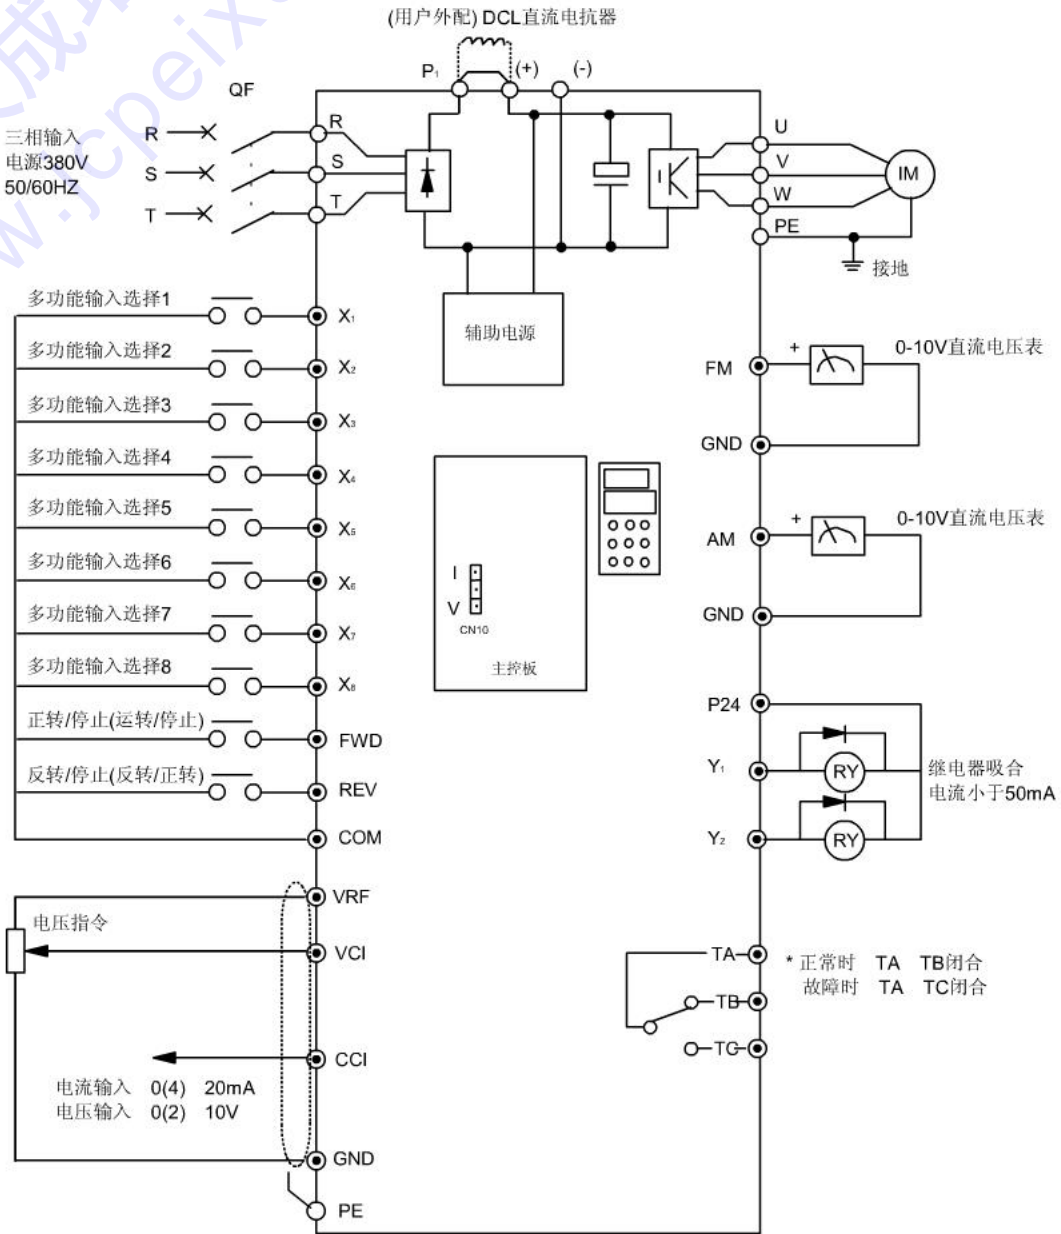 (用户外配) DCL直流电抗器
P₁ (+) (-)
QF
三相输入
电源380V
50/60HZ
R
S
T
R
S
T
U
V
W
PE
IM
接地
辅助电源
多功能输入选择1
X₁
多功能输入选择2
X₂
多功能输入选择3
X₃
多功能输入选择4
X₄
多功能输入选择5
X₅
多功能输入选择6
X₆
多功能输入选择7
X₇
多功能输入选择8
X₈
正转/停止(运转/停止)
FWD
反转/停止(反转/正转)
REV
COM
I
V
CN10
主控板
FM
+
0-10V直流电压表
GND
AM
+
0-10V直流电压表
GND
P24
Y₁
RY
Y₂
RY
继电器吸合
电流小于50mA
VRF
电压指令
VCI
CCI
电流输入 0(4) 20mA
电压输入 0(2) 10V
GND
PE
TA
TB
TC
* 正常时 TA TB闭合
故障时 TA TC闭合